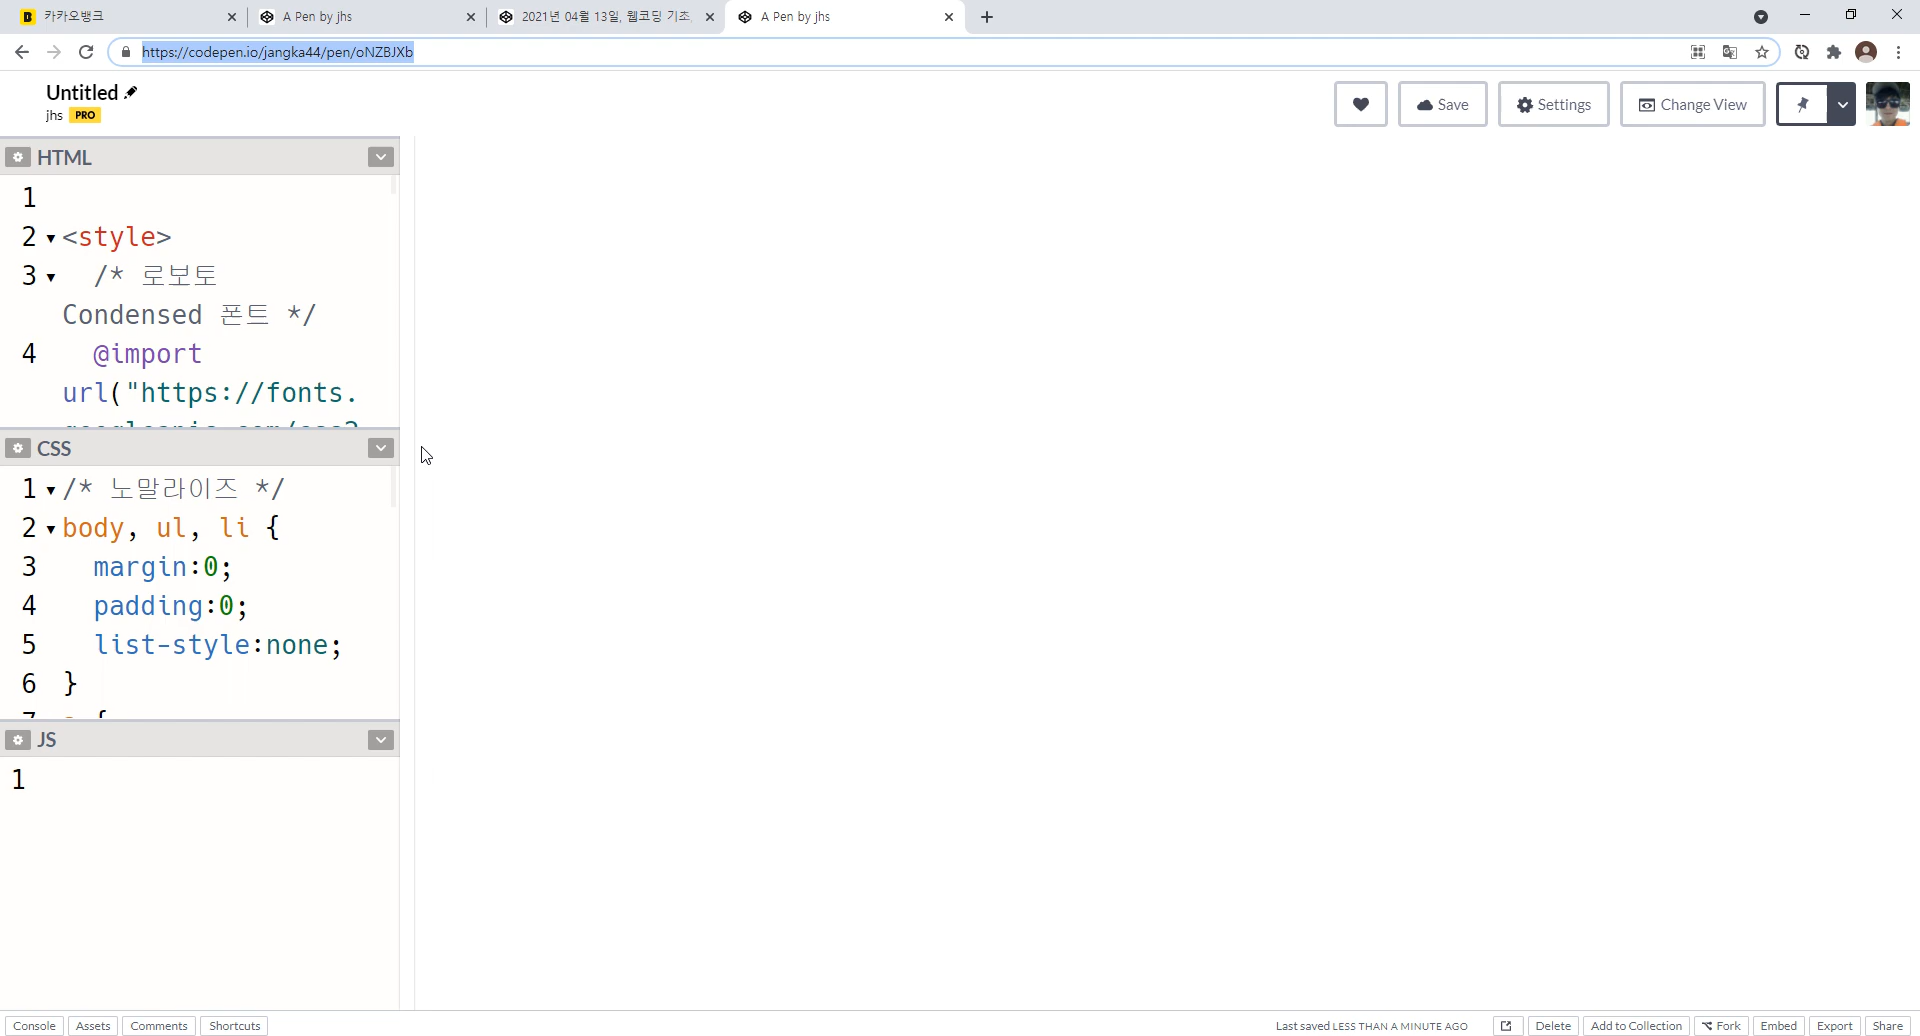 카카오뱅크
A Pen by jhs
2021년 04월 13일, 웹코딩 기초
A Pen by jhs
https://codepen.io/jangka44/pen/oNZBJXb
Untitled
jhs PRO
Save
Settings
Change View
HTML
1
2 <style>
3 /* 로보토
Condensed 폰트 */
4 @import
url("https://fonts.
googleapis.com/css2
CSS
1 /* 노말라이즈 */
2 body, ul, li {
3 margin:0;
4 padding:0;
5 list-style:none;
6 }
JS
1
Console Assets Comments Shortcuts
Last saved LESS THAN A MINUTE AGO
Delete Add to Collection Fork Embed Export Share